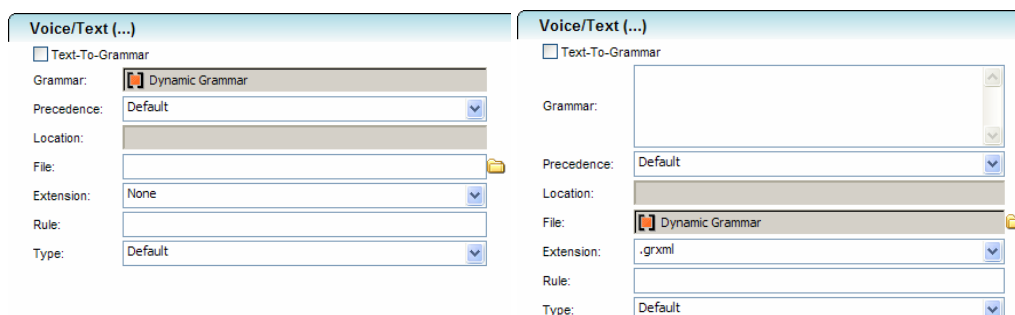 Voice/Text (...)
Text-To-Grammar
Grammar: Dynamic Grammar
Precedence: Default
Location:
File:
Extension: None
Rule:
Type: Default
Voice/Text (...)
Text-To-Grammar
Grammar:
Precedence: Default
Location:
File: Dynamic Grammar
Extension: .grxml
Rule:
Type: Default